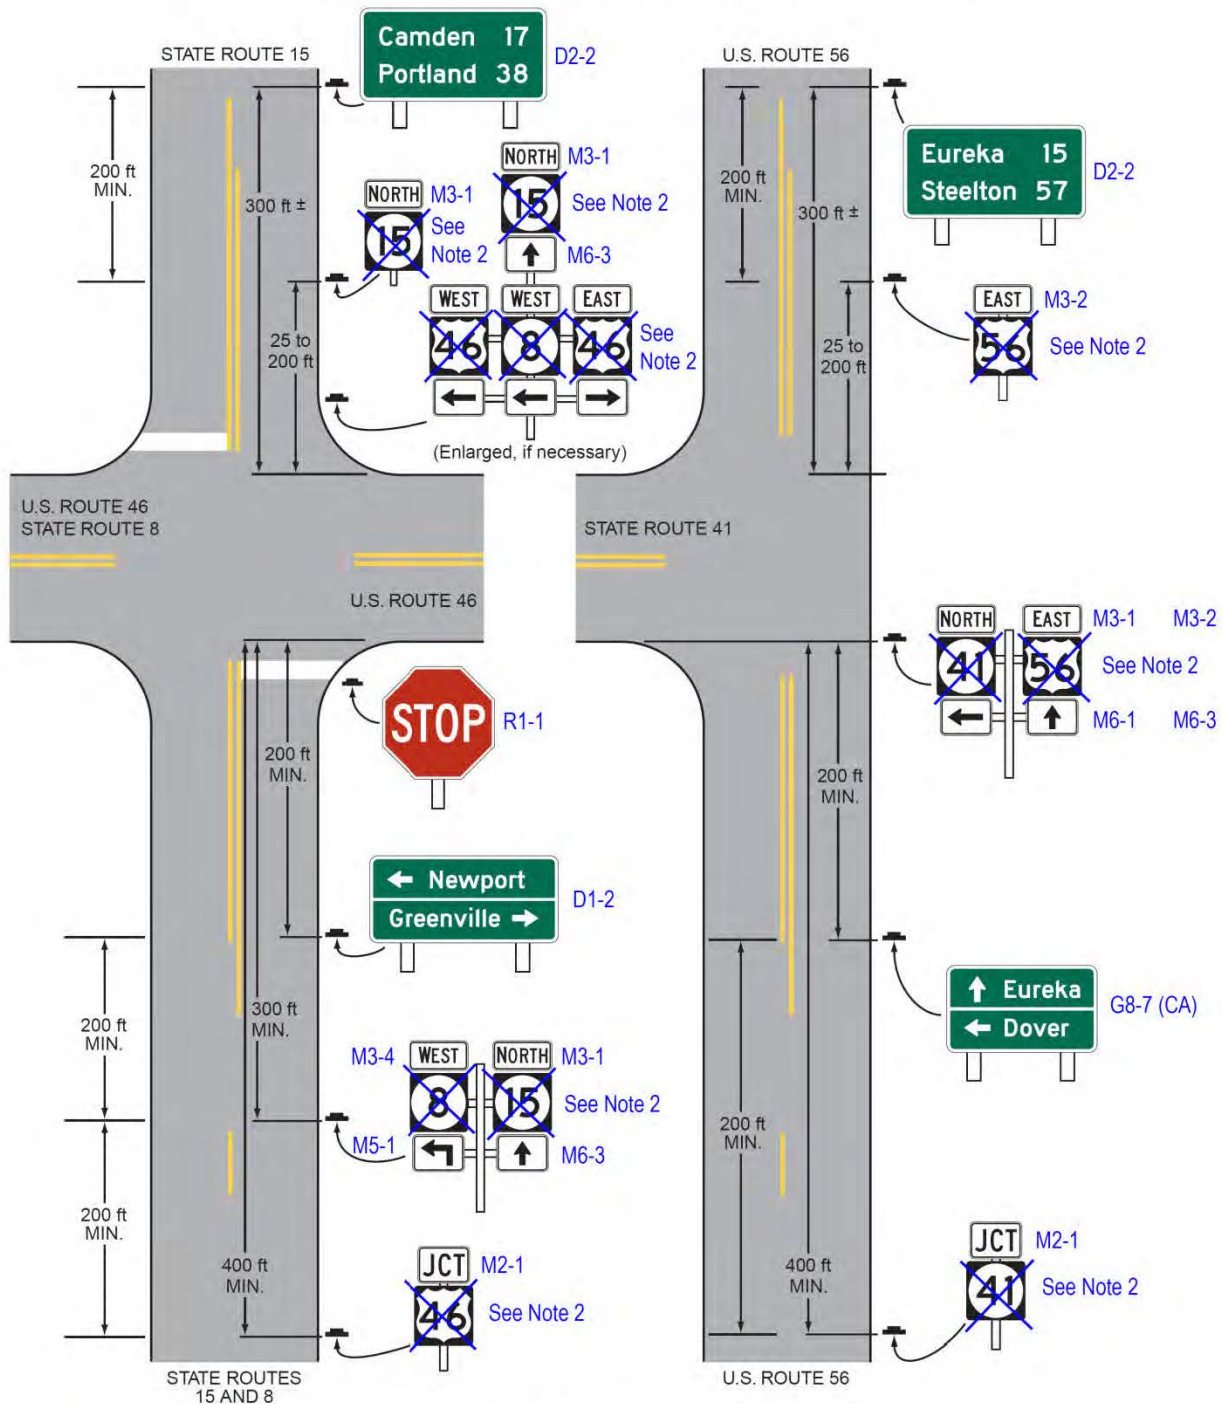 STATE ROUTE 15
Camden 17
Portland 38
D2-2
200 ft
MIN.
300 ft ±
NORTH
M3-1
15
See
Note 2
NORTH
M3-1
15
See Note 2
M6-3
25 to
200 ft
WEST
WEST
EAST
46
8
46
See
Note 2
(Enlarged, if necessary)
U.S. ROUTE 46
STATE ROUTE 8
U.S. ROUTE 46
STOP
R1-1
200 ft
MIN.
Newport
Greenville
D1-2
300 ft
MIN.
200 ft
MIN.
M3-4
WEST
NORTH
M3-1
8
15
See Note 2
M5-1
M6-3
200 ft
MIN.
400 ft
MIN.
JCT
M2-1
46
See Note 2
STATE ROUTES
15 AND 8
U.S. ROUTE 56
200 ft
MIN.
300 ft ±
Eureka 15
Steelton 57
D2-2
25 to
200 ft
EAST
M3-2
56
See Note 2
STATE ROUTE 41
NORTH
EAST
M3-1
M3-2
41
56
See Note 2
M6-1
M6-3
200 ft
MIN.
Eureka
Dover
G8-7 (CA)
200 ft
MIN.
400 ft
MIN.
JCT
M2-1
41
See Note 2
U.S. ROUTE 56